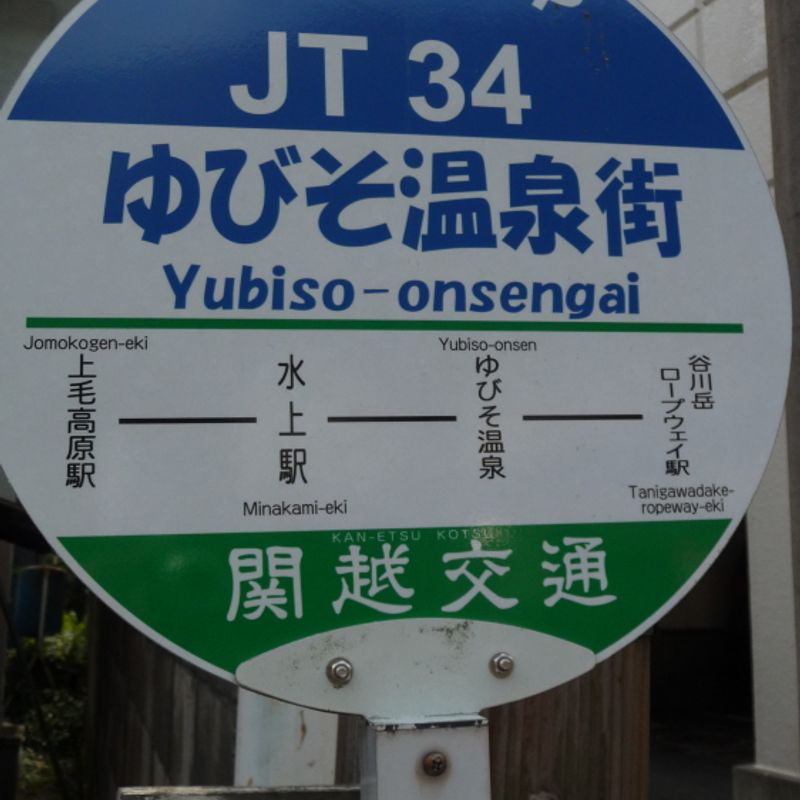 JT 34
ゆびそ温泉街
Yubiso-onsengai
Jomokogen-eki
上毛高原駅
水上駅
Minakami-eki
Yubiso-onsen
ゆびそ温泉
谷川岳
ロープウェイ駅
Tanigawadake-
ropeway-eki
KAN-ETSU KOTSU
関越交通